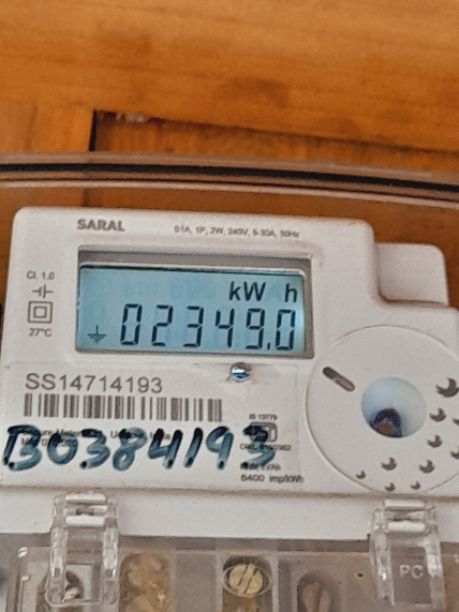 SARAL
01A, 1P, 2W, 240V, 5-30A, 50Hz
Cl. 1.0
kW h
02349.0
27°C
SS14714193
IS 13779
B0384193
6400 imp/kWh
PC